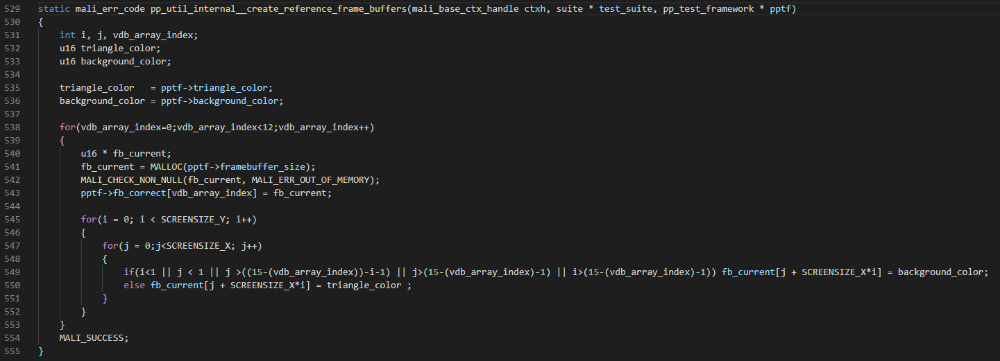 529 static mali_err_code pp_util_internal__create_reference_frame_buffers(mali_base_ctx_handle ctxh, suite * test_suite, pp_test_framework * pptf)
530 {
531     int i, j, vdb_array_index;
532     u16 triangle_color;
533     u16 background_color;
534
535     triangle_color   = pptf->triangle_color;
536     background_color = pptf->background_color;
537
538     for(vdb_array_index=0;vdb_array_index<12;vdb_array_index++)
539     {
540         u16 * fb_current;
541         fb_current = MALLOC(pptf->framebuffer_size);
542         MALI_CHECK_NON_NULL(fb_current, MALI_ERR_OUT_OF_MEMORY);
543         pptf->fb_correct[vdb_array_index] = fb_current;
544
545         for(i = 0; i < SCREENSIZE_Y; i++)
546         {
547             for(j = 0;j<SCREENSIZE_X; j++)
548             {
549                 if(i<1 || j < 1 || j >((15-(vdb_array_index))-i-1) || j>(15-(vdb_array_index)-1) || i>(15-(vdb_array_index)-1)) fb_current[j + SCREENSIZE_X*i] = background_color;
550                 else fb_current[j + SCREENSIZE_X*i] = triangle_color ;
551             }
552         }
553     }
554     MALI_SUCCESS;
555 }